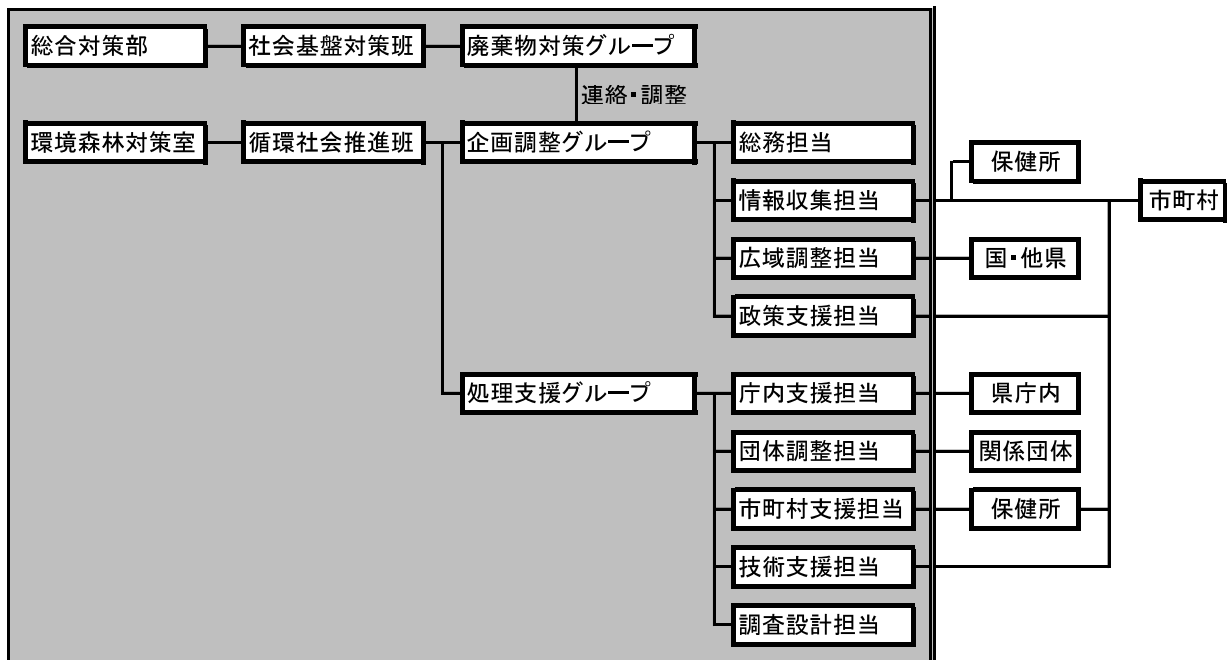 総合対策部
社会基盤対策班
廃棄物対策グループ
連絡・調整
環境森林対策室
循環社会推進班
企画調整グループ
総務担当
保健所
情報収集担当
市町村
広域調整担当
国・他県
政策支援担当
処理支援グループ
庁内支援担当
県庁内
団体調整担当
関係団体
市町村支援担当
保健所
技術支援担当
調査設計担当